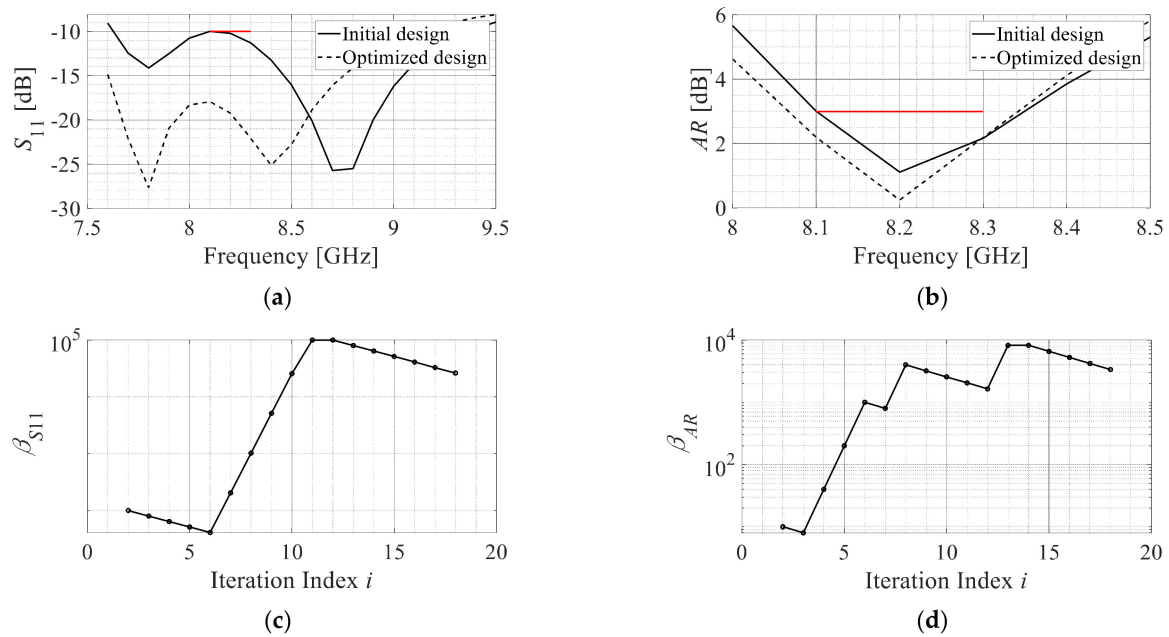 -10
-15
-20
-25
-30
S11 [dB]
7.5 8 8.5 9 9.5
Frequency [GHz]
Initial design
Optimized design
(a)
6
4
2
0
AR [dB]
8 8.1 8.2 8.3 8.4 8.5
Frequency [GHz]
Initial design
Optimized design
(b)
10^5
β_S11
0 5 10 15 20
Iteration Index i
(c)
10^4
10^2
β_AR
0 5 10 15 20
Iteration Index i
(d)